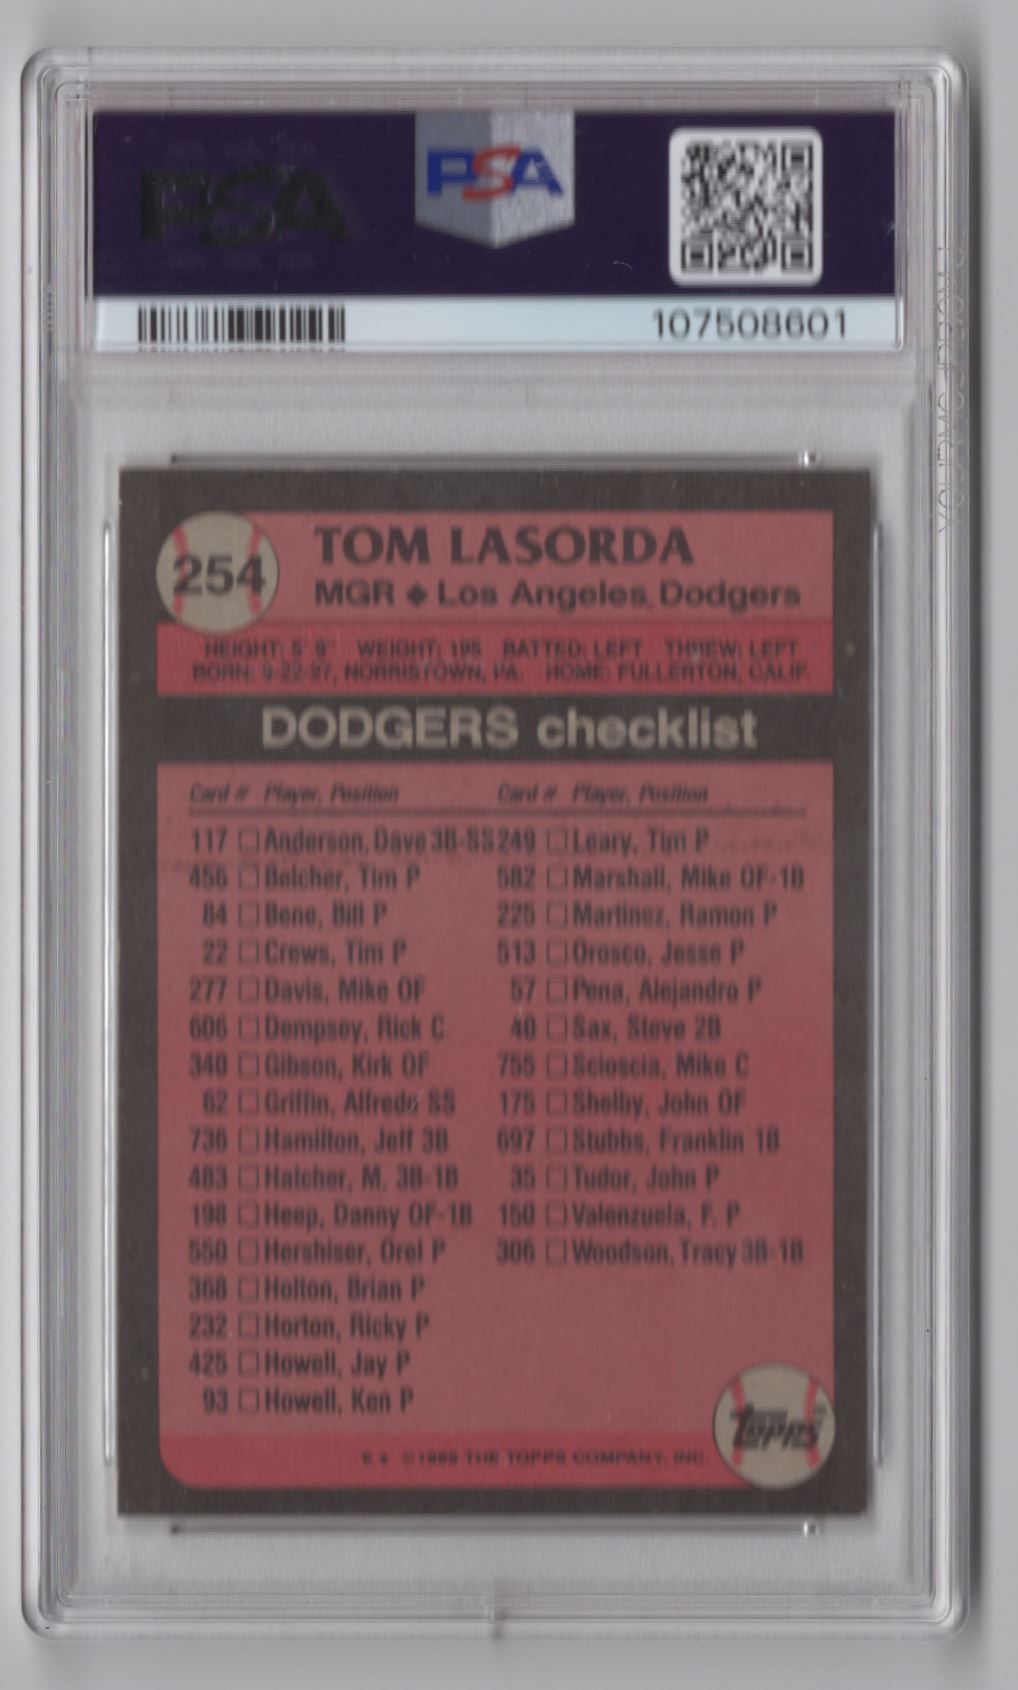 PSA
PSA
107508601
254
TOM LASORDA
MGR ◆ Los Angeles Dodgers
HEIGHT: 5' 9" WEIGHT: 195 BATTED: LEFT THREW: LEFT
BORN: 9-22-27, NORRISTOWN, PA. HOME: FULLERTON, CALIF.
DODGERS checklist
Card # Player, Position Card # Player, Position
117 □ Anderson, Dave 3B-SS 249 □ Leary, Tim P
456 □ Belcher, Tim P 582 □ Marshall, Mike OF-1B
84 □ Bene, Bill P 225 □ Martinez, Ramon P
22 □ Crews, Tim P 513 □ Orosco, Jesse P
277 □ Davis, Mike OF 57 □ Pena, Alejandro P
606 □ Dempsey, Rick C 40 □ Sax, Steve 2B
340 □ Gibson, Kirk OF 755 □ Scioscia, Mike C
62 □ Griffin, Alfredo SS 175 □ Shelby, John OF
736 □ Hamilton, Jeff 3B 697 □ Stubbs, Franklin 1B
483 □ Hatcher, M. 3B-1B 35 □ Tudor, John P
198 □ Heep, Danny OF-1B 150 □ Valenzuela, F. P
550 □ Hershiser, Orel P 306 □ Woodson, Tracy 3B-1B
368 □ Holton, Brian P
232 □ Horton, Ricky P
425 □ Howell, Jay P
93 □ Howell, Ken P
topps
©1989 THE TOPPS COMPANY, INC.